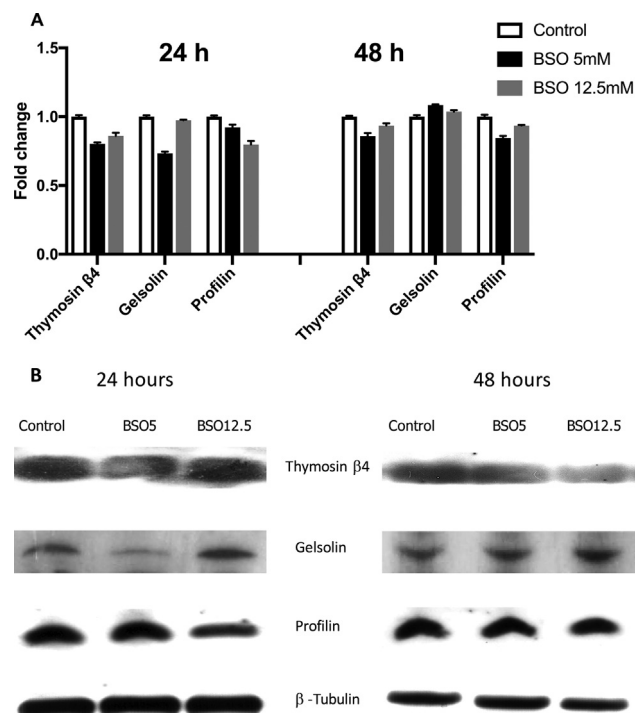 A
24 h
48 h
Control
BSO 5mM
BSO 12.5mM
Fold change
1.5
1.0
0.5
0.0
Thymosin β4
Gelsolin
Profilin
Thymosin β4
Gelsolin
Profilin
B
24 hours
48 hours
Control BSO5 BSO12.5
Control BSO5 BSO12.5
Thymosin β4
Gelsolin
Profilin
β -Tubulin